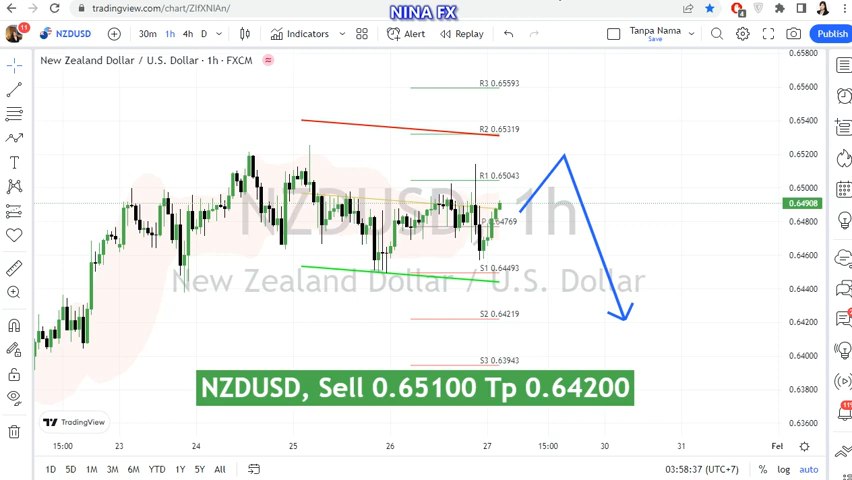 tradingview.com/chart/ZIfXNIAn/
NINA FX
4
11
NZDUSD
30m 1h 4h D
Indicators
Alert
Replay
Tpana Nama
Save
Publish
New Zealand Dollar / U.S. Dollar · 1h · FXCM
0.65800
0.65600
0.65400
0.65200
0.65000
0.64908
0.64800
0.64600
0.64400
0.64200
0.64000
0.63800
0.63600
R3 0.65593
R2 0.65319
R1 0.65043
P 0.64769
S1 0.64493
S2 0.64219
S3 0.63943
NZDUSD, 1h
New Zealand Dollar / U.S. Dollar
NZDUSD, Sell 0.65100 Tp 0.64200
TradingView
15:00 23 24 25 26 27 15:00 30 31 Fel
1D 5D 1M 3M 6M YTD 1Y 5Y All
03:58:37 (UTC+7)
% log auto